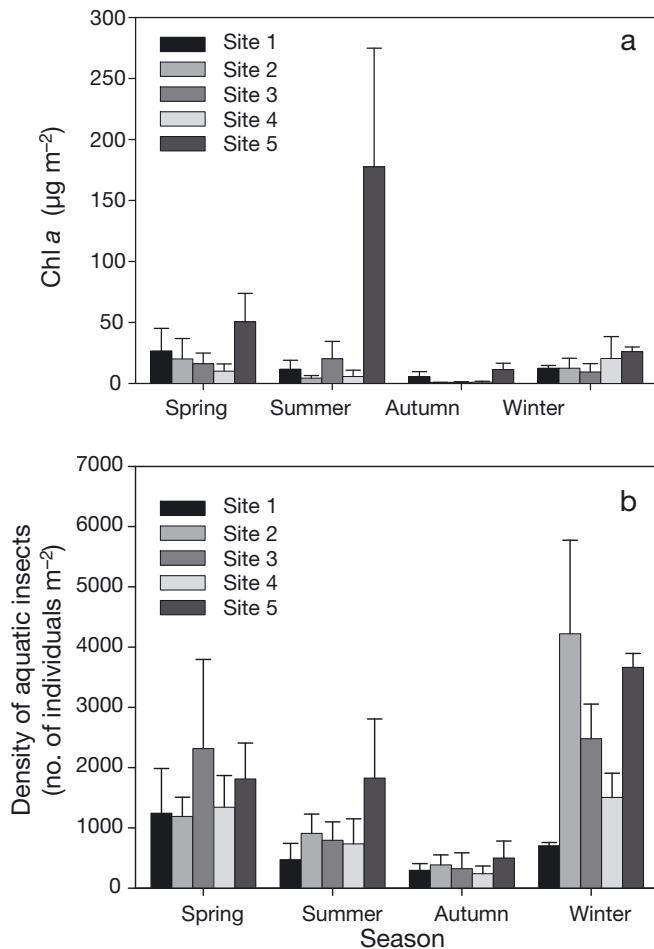 300
250
200
150
100
50
0
Chl a (μg m–2)
Site 1
Site 2
Site 3
Site 4
Site 5
a
Spring Summer Autumn Winter
7000
6000
5000
4000
3000
2000
1000
0
Density of aquatic insects
(no. of individuals m–2)
Site 1
Site 2
Site 3
Site 4
Site 5
b
Spring Summer Autumn Winter
Season